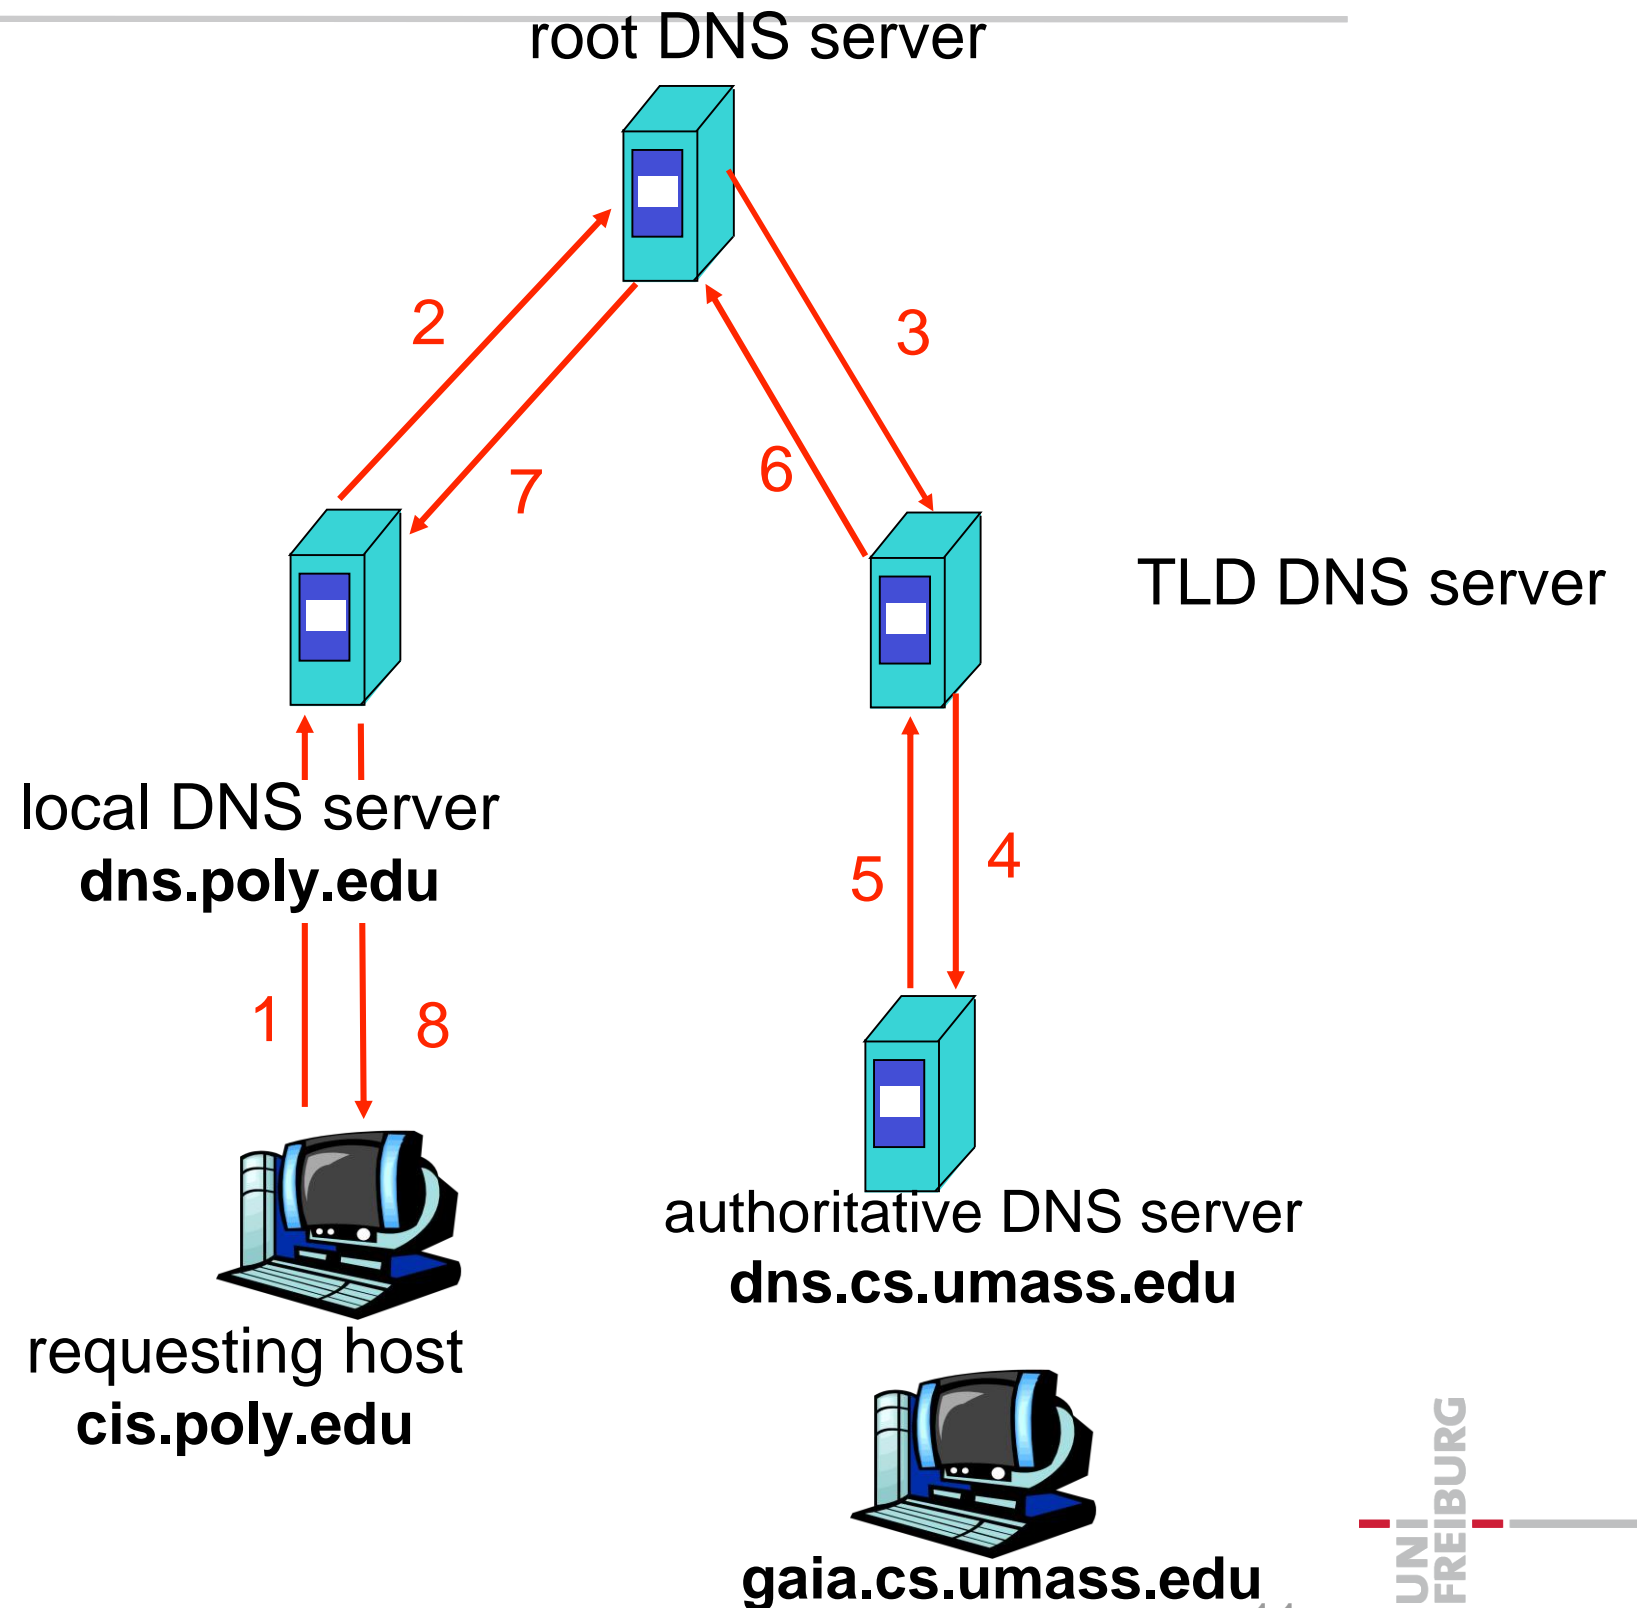 root DNS server
2
3
7
6
TLD DNS server
local DNS server
dns.poly.edu
5
4
1
8
authoritative DNS server
dns.cs.umass.edu
requesting host
cis.poly.edu
gaia.cs.umass.edu
UNI
FREIBURG